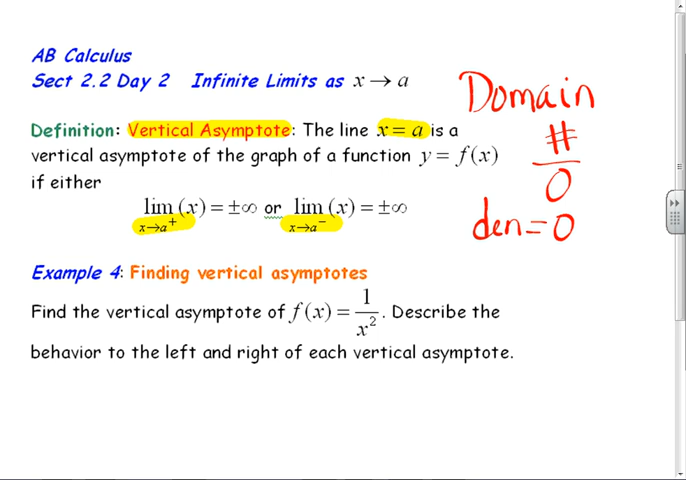 AB Calculus
Sect 2.2 Day 2 Infinite Limits as x → a
Domain
#/0
den = 0
Definition: Vertical Asymptote: The line x = a is a
vertical asymptote of the graph of a function y = f(x)
if either
lim x→a⁺ (x) = ±∞ or lim x→a⁻ (x) = ±∞
Example 4: Finding vertical asymptotes
Find the vertical asymptote of f(x) = 1/x². Describe the
behavior to the left and right of each vertical asymptote.